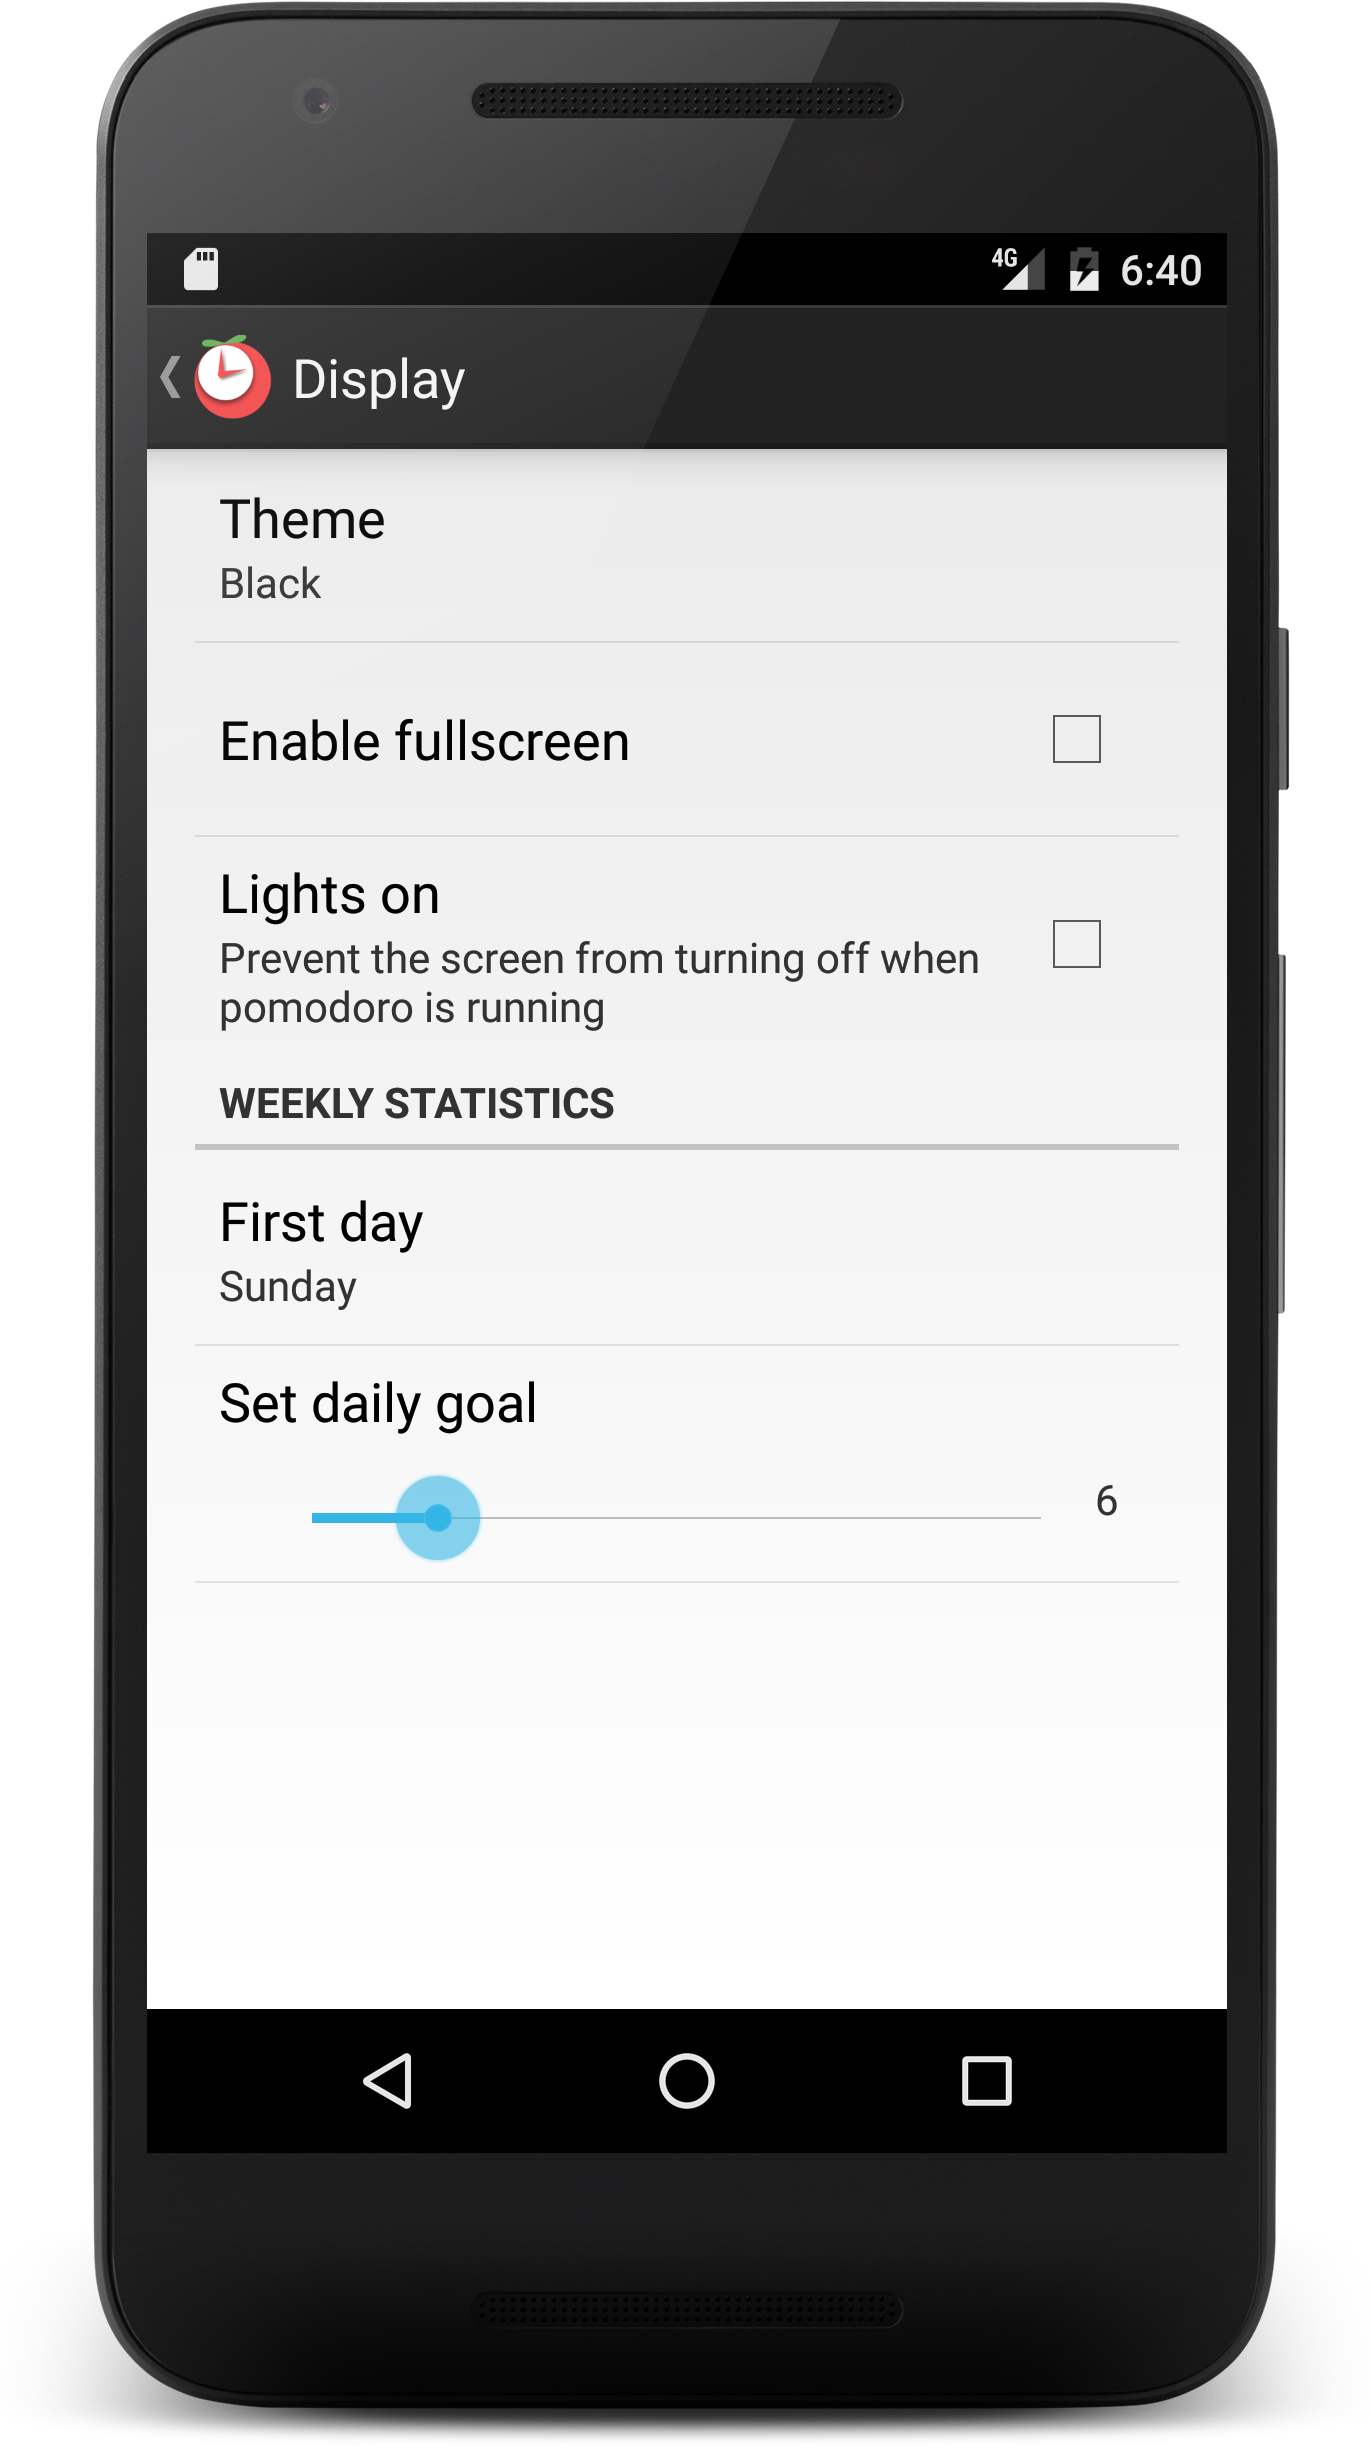 4G 6:40
Display
Theme
Black
Enable fullscreen
Lights on
Prevent the screen from turning off when
pomodoro is running
WEEKLY STATISTICS
First day
Sunday
Set daily goal
6